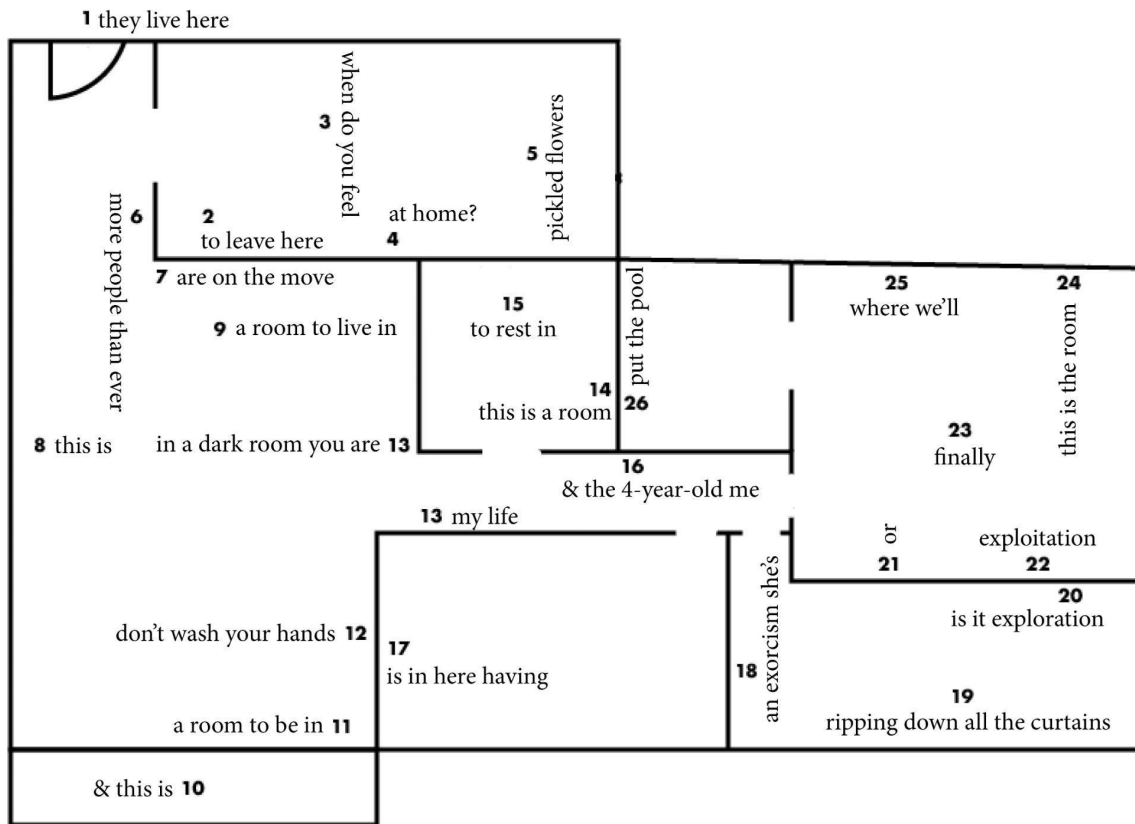 1 they live here
2 to leave here
3 when do you feel
at home? 4
5 pickled flowers
6 more people than ever
7 are on the move
8 this is
9 a room to live in
& this is 10
a room to be in 11
don't wash your hands 12
in a dark room you are 13
13 my life
14 this is a room
15 to rest in
16 & the 4-year-old me
17 is in here having
18 an exorcism she's
19 ripping down all the curtains
20 is it exploration
or 21
exploitation 22
23 finally
24 this is the room
25 where we'll
26 put the pool